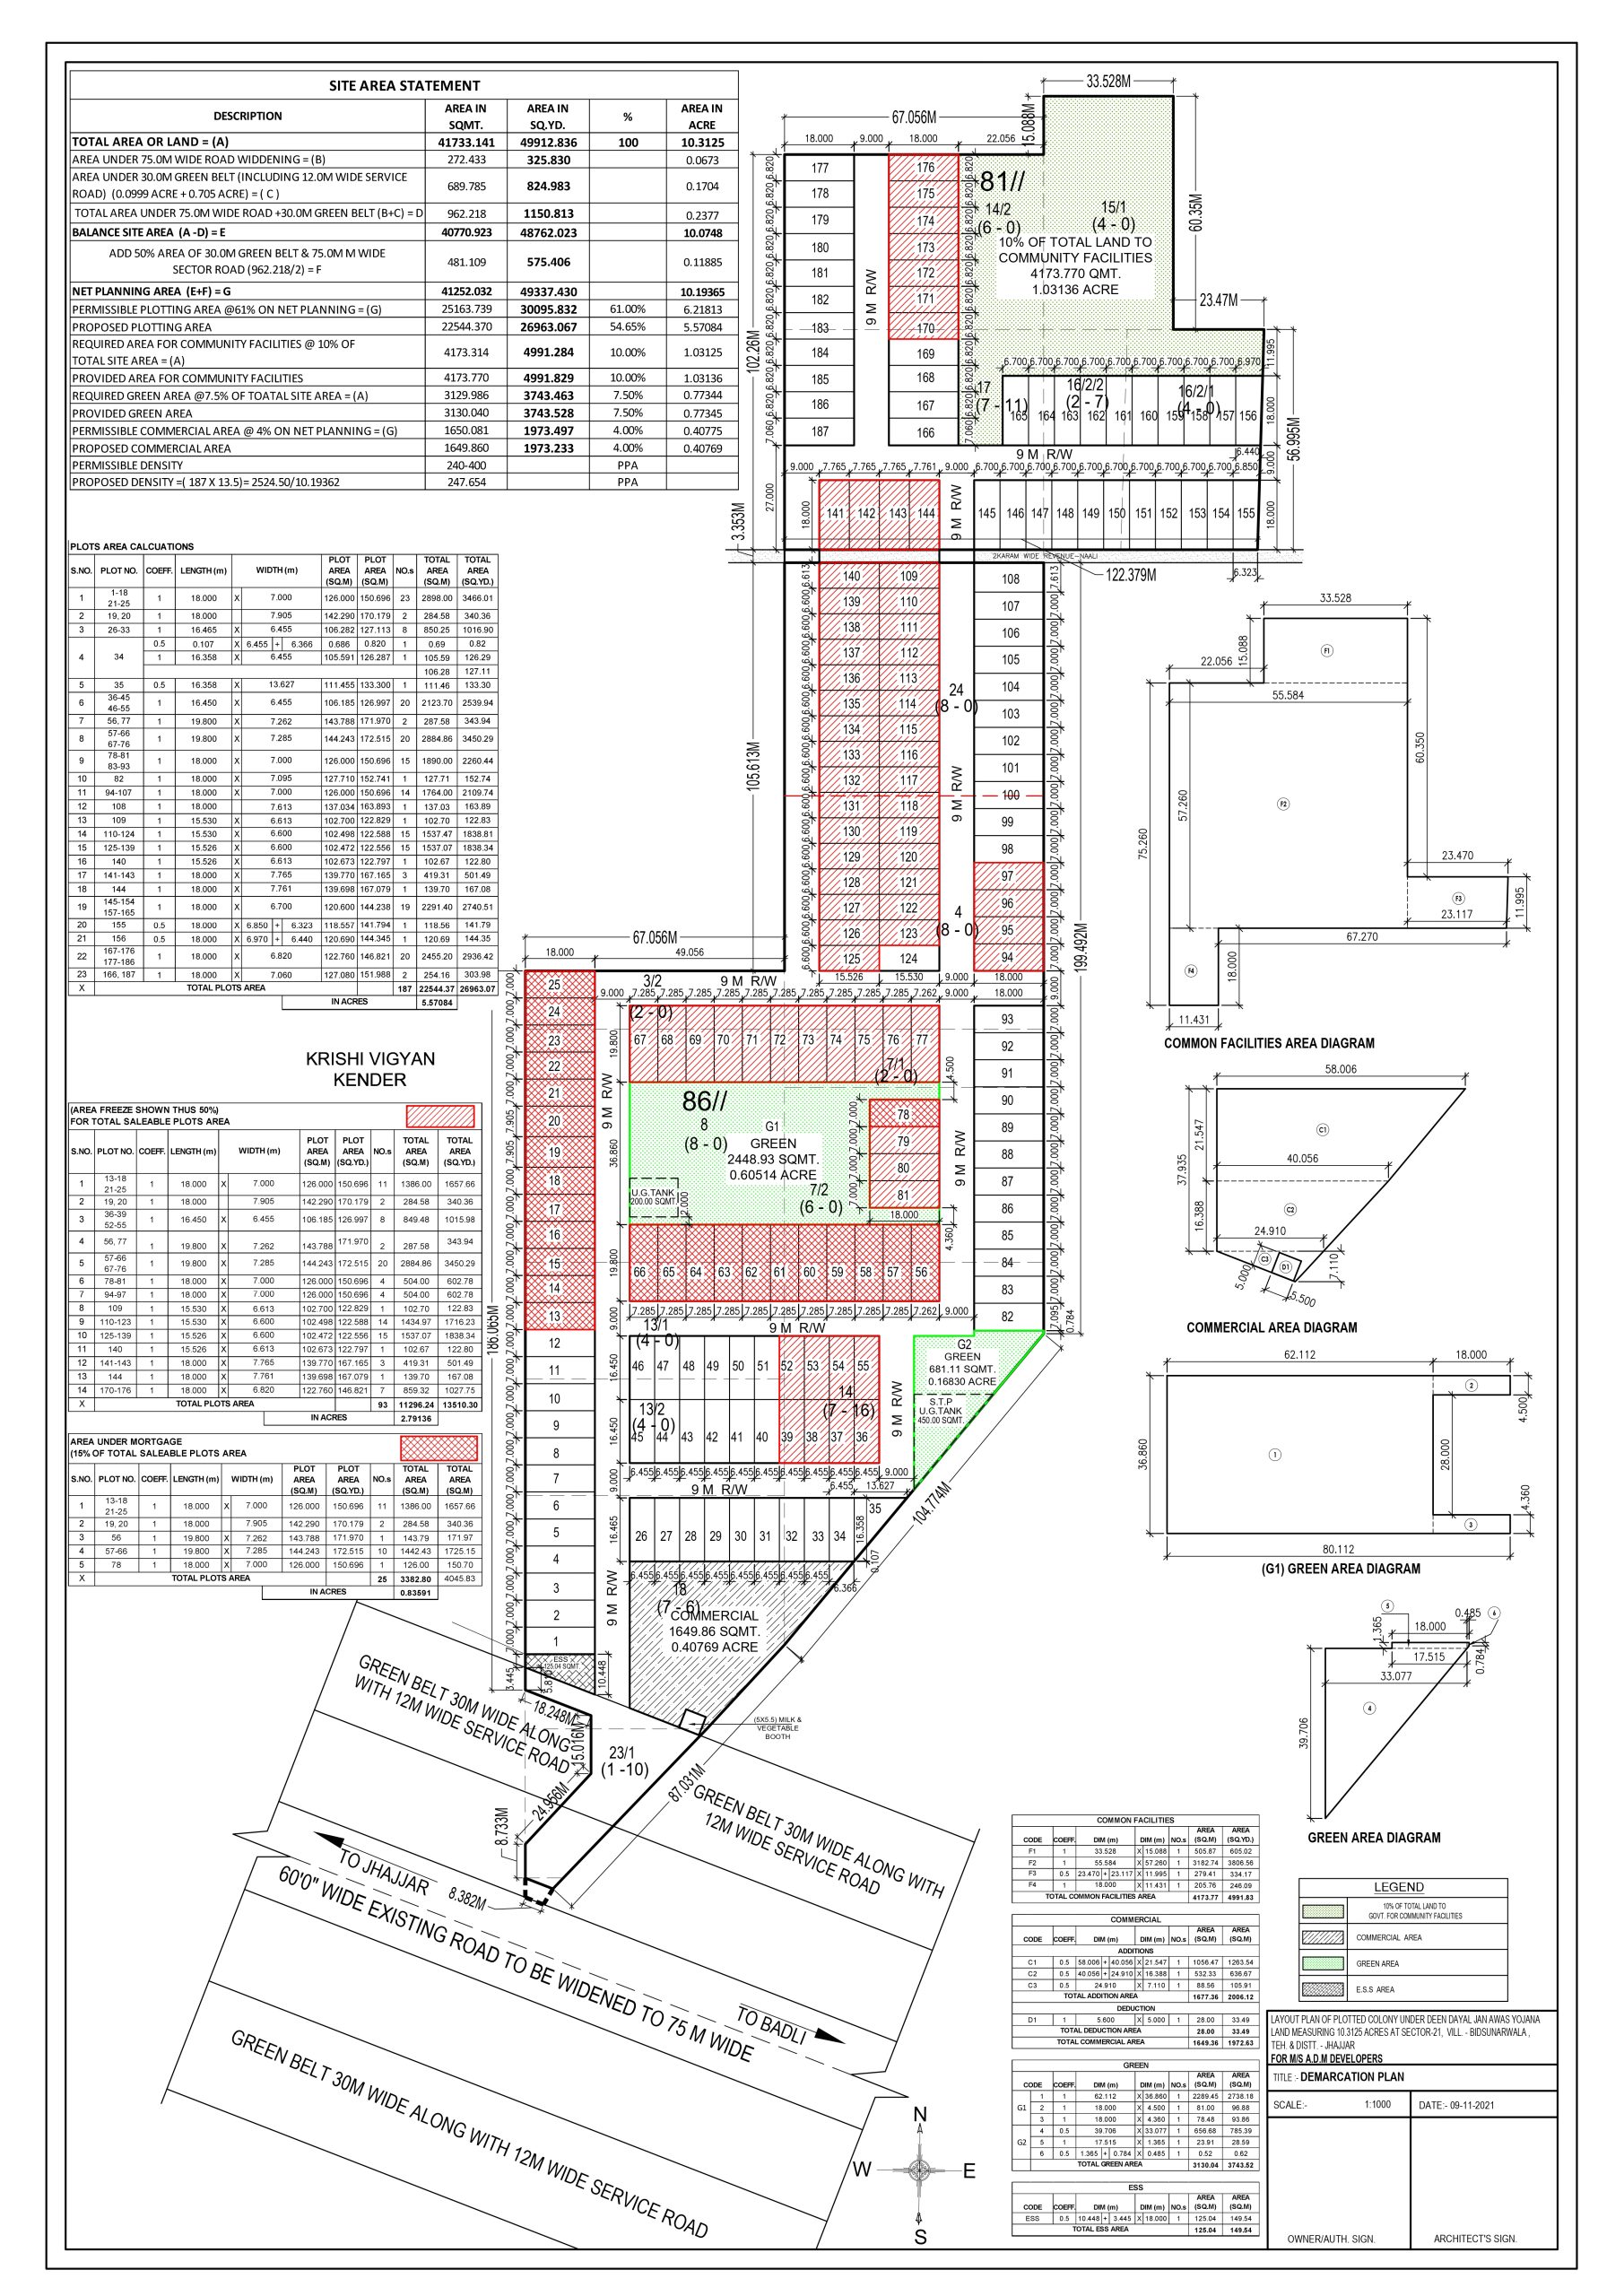 SITE AREA STATEMENT
DESCRIPTION AREA IN SQMT. AREA IN SQ.YD. % AREA IN ACRE
TOTAL AREA OR LAND = (A) 41733.141 49912.836 100 10.3125
AREA UNDER 75.0M WIDE ROAD WIDDENING = (B) 272.433 325.830 0.0673
AREA UNDER 30.0M GREEN BELT (INCLUDING 12.0M WIDE SERVICE
ROAD) (0.0999 ACRE + 0.705 ACRE) = ( C ) 689.785 824.983 0.1704
TOTAL AREA UNDER 75.0M WIDE ROAD +30.0M GREEN BELT (B+C) = D 962.218 1150.813 0.2377
BALANCE SITE AREA (A -D) = E 40770.923 48762.023 10.0748
ADD 50% AREA OF 30.0M GREEN BELT & 75.0M M WIDE
SECTOR ROAD (962.218/2) = F 481.109 575.406 0.11885
NET PLANNING AREA (E+F) = G 41252.032 49337.430 10.19365
PERMISSIBLE PLOTTING AREA @61% ON NET PLANNING = (G) 25163.739 30095.832 61.00% 6.21813
PROPOSED PLOTTING AREA 22544.370 26963.067 54.65% 5.57084
REQUIRED AREA FOR COMMUNITY FACILITIES @ 10% OF
TOTAL SITE AREA = (A) 4173.314 4991.284 10.00% 1.03125
PROVIDED AREA FOR COMMUNITY FACILITIES 4173.770 4991.829 10.00% 1.03136
REQUIRED GREEN AREA @7.5% OF TOATAL SITE AREA = (A) 3129.986 3743.463 7.50% 0.77344
PROVIDED GREEN AREA 3130.040 3743.528 7.50% 0.77345
PERMISSIBLE COMMERCIAL AREA @ 4% ON NET PLANNING = (G) 1650.081 1973.497 4.00% 0.40775
PROPOSED COMMERCIAL AREA 1649.860 1973.233 4.00% 0.40769
PERMISSIBLE DENSITY 240-400 PPA
PROPOSED DENSITY =( 187 X 13.5)= 2524.50/10.19362 247.654 PPA
PLOTS AREA CALCUATIONS
S.NO. PLOT NO. COEFF. LENGTH (m) WIDTH (m) PLOT AREA (SQ.M) PLOT AREA (SQ.YD.) NO.s TOTAL AREA (SQ.M) TOTAL AREA (SQ.YD.)
1 1-18 21-25 1 18.000 X 7.000 126.000 150.696 23 2898.00 3466.01
2 19, 20 1 18.000 7.905 142.290 170.179 2 284.58 340.36
3 26-33 1 16.465 X 6.455 106.282 127.113 8 850.25 1016.90
4 34 0.5 0.107 X 6.455 + 6.366 0.686 0.820 1 0.69 0.82
1 16.358 X 6.455 105.591 126.287 1 105.59 126.29
106.28 127.11
5 35 0.5 16.358 X 13.627 111.455 133.300 1 111.46 133.30
6 36-45 46-55 1 16.450 X 6.455 106.185 126.997 20 2123.70 2539.94
7 56, 77 1 19.800 X 7.262 143.788 171.970 2 287.58 343.94
8 57-66 67-76 1 19.800 X 7.285 144.243 172.515 20 2884.86 3450.29
9 78-81 83-93 1 18.000 X 7.000 126.000 150.696 15 1890.00 2260.44
10 82 1 18.000 X 7.095 127.710 152.741 1 127.71 152.74
11 94-107 1 18.000 X 7.000 126.000 150.696 14 1764.00 2109.74
12 108 1 18.000 7.613 137.034 163.893 1 137.03 163.89
13 109 1 15.530 X 6.613 102.700 122.829 1 102.70 122.83
14 110-124 1 15.530 X 6.600 102.498 122.588 15 1537.47 1838.81
15 125-139 1 15.526 X 6.600 102.472 122.556 15 1537.07 1838.34
16 140 1 15.526 X 6.613 102.673 122.797 1 102.67 122.80
17 141-143 1 18.000 X 7.765 139.770 167.165 3 419.31 501.49
18 144 1 18.000 X 7.761 139.698 167.079 1 139.70 167.08
19 145-154 157-165 1 18.000 X 6.700 120.600 144.238 19 2291.40 2740.51
20 155 0.5 18.000 X 6.850 + 6.323 118.557 141.794 1 118.56 141.79
21 156 0.5 18.000 X 6.970 + 6.440 120.690 144.345 1 120.69 144.35
22 167-176 177-186 1 18.000 X 6.820 122.760 146.821 20 2455.20 2936.42
23 166, 187 1 18.000 X 7.060 127.080 151.988 2 254.16 303.98
X TOTAL PLOTS AREA 187 22544.37 26963.07
IN ACRES 5.57084
KRISHI VIGYAN
KENDER
(AREA FREEZE SHOWN THUS 50%)
FOR TOTAL SALEABLE PLOTS AREA
S.NO. PLOT NO. COEFF. LENGTH (m) WIDTH (m) PLOT AREA (SQ.M) PLOT AREA (SQ.YD.) NO.s TOTAL AREA (SQ.M) TOTAL AREA (SQ.YD.)
1 13-18 21-25 1 18.000 X 7.000 126.000 150.696 11 1386.00 1657.66
2 19, 20 1 18.000 7.905 142.290 170.179 2 284.58 340.36
3 36-39 52-55 1 16.450 X 6.455 106.185 126.997 8 849.48 1015.98
4 56, 77 1 19.800 X 7.262 143.788 171.970 2 287.58 343.94
5 57-66 67-76 1 19.800 X 7.285 144.243 172.515 20 2884.86 3450.29
6 78-81 1 18.000 X 7.000 126.000 150.696 4 504.00 602.78
7 94-97 1 18.000 X 7.000 126.000 150.696 4 504.00 602.78
8 109 1 15.530 X 6.613 102.700 122.829 1 102.70 122.83
9 110-123 1 15.530 X 6.600 102.498 122.588 14 1434.97 1716.23
10 125-139 1 15.526 X 6.600 102.472 122.556 15 1537.07 1838.34
11 140 1 15.526 X 6.613 102.673 122.797 1 102.67 122.80
12 141-143 1 18.000 X 7.765 139.770 167.165 3 419.31 501.49
13 144 1 18.000 X 7.761 139.698 167.079 1 139.70 167.08
14 170-176 1 18.000 X 6.820 122.760 146.821 7 859.32 1027.75
X TOTAL PLOTS AREA 93 11296.24 13510.30
IN ACRES 2.79136
AREA UNDER MORTGAGE
(15% OF TOTAL SALEABLE PLOTS AREA
S.NO. PLOT NO. COEFF. LENGTH (m) WIDTH (m) PLOT AREA (SQ.M) PLOT AREA (SQ.YD.) NO.s TOTAL AREA (SQ.M) TOTAL AREA (SQ.YD.)
1 13-18 21-25 1 18.000 X 7.000 126.000 150.696 11 1386.00 1657.66
2 19, 20 1 18.000 7.905 142.290 170.179 2 284.58 340.36
3 56 1 19.800 X 7.262 143.788 171.970 1 143.79 171.97
4 57-66 1 19.800 X 7.285 144.243 172.515 10 1442.43 1725.15
5 78 1 18.000 X 7.000 126.000 150.696 1 126.00 150.70
X TOTAL PLOTS AREA 25 3382.80 4045.83
IN ACRES 0.83591
33.528M
67.056M
15.088M
18.000 9.000 18.000 22.056
177 176
178 175
179 174
180 173
181 172
182 171
183 170
184 169
185 168
186 167
187 166
9 M R/W
102.26M
81//
14/2
(6 - 0)
15/1
(4 - 0)
10% OF TOTAL LAND TO
COMMUNITY FACILITIES
4173.770 QMT.
1.03136 ACRE
60.35M
23.47M
11.995
6.700 6.700 6.700 6.700 6.700 6.700 6.700 6.700 6.700 6.970
17
(7 - 11)
16/2/2
(2 - 7)
16/2/1
(4 - 0)
165 164 163 162 161 160 159 158 157 156
18.000
56.995M
9 M R/W
6.440
9.000
9.000 7.765 7.765 7.765 7.761 9.000 6.700 6.700 6.700 6.700 6.700 6.700 6.700 6.700 6.700 6.700 6.850
27.000
18.000
141 142 143 144
9 M R/W
145 146 147 148 149 150 151 152 153 154 155
18.000
3.353M
2KARAM WIDE REVENUE-NAALI
122.379M
6.323
140 109 108
139 110 107
138 111 106
137 112 105
136 113 104
135 114 103
134 115 102
133 116 101
132 117 100
131 118 99
130 119 98
129 120 97
128 121 96
127 122 95
126 123 94
125 124
24
(8 - 0)
9 M R/W
4
(8 - 0)
105.613M
199.492M
15.526 15.530 9.000 18.000
67.056M
18.000 49.056
3/2
(2 - 0)
9 M R/W
9.000 7.285 7.285 7.285 7.285 7.285 7.285 7.285 7.285 7.285 7.285 7.262 9.000 18.000
25
24
23
22
21
20
19
18
17
16
15
14
13
12
11
10
9
8
7
6
5
4
3
2
1
186.065M
19.800
67 68 69 70 71 72 73 74 75 76 77
7/1
(2 - 0)
4.500
86//
8
(8 - 0)
G1
GREEN
2448.93 SQMT.
0.60514 ACRE
36.860
78
79
80
81
18.000
7/2
(6 - 0)
U.G.TANK
200.00 SQMT
2.000
4.360
9 M R/W
93
92
91
90
89
88
87
86
85
84
83
82
19.800
66 65 64 63 62 61 60 59 58 57 56
7.285 7.285 7.285 7.285 7.285 7.285 7.285 7.285 7.285 7.285 7.262 9.000
7.095
0.784
13/1
(4 - 0)
9 M R/W
46 47 48 49 50 51 52 53 54 55
16.450
13/2
(4 - 0)
14
(7 - 16)
45 44 43 42 41 40 39 38 37 36
16.450
9 M R/W
G2
GREEN
681.11 SQMT.
0.16830 ACRE
S.T.P
U.G.TANK
450.00 SQMT.
6.455 6.455 6.455 6.455 6.455 6.455 6.455 6.455 6.455 6.455 9.000
9 M R/W
6.455 13.627
35
26 27 28 29 30 31 32 33 34
16.465
16.358
0.107
6.455 6.455 6.455 6.455 6.455 6.455 6.455 6.455
6.366
104.774M
9 M R/W
18
(7 - 6)
COMMERCIAL
1649.86 SQMT.
0.40769 ACRE
ESS
125.04 SQMT
3.445
5.810
10.448
18.248M
15.016M
(5X5.5) MILK &
VEGETABLE
BOOTH
23/1
(1 -10)
24.956M
87.031M
8.733M
8.382M
GREEN BELT 30M WIDE ALONG
WITH 12M WIDE SERVICE ROAD
GREEN BELT 30M WIDE ALONG WITH
12M WIDE SERVICE ROAD
TO JHAJJAR
60'0" WIDE EXISTING ROAD TO BE WIDENED TO 75 M WIDE
TO BADLI
GREEN BELT 30M WIDE ALONG WITH 12M WIDE SERVICE ROAD
N
W E
S
33.528
15.088
F1
22.056
55.584
60.350
57.260
75.260
F2
23.470
F3
23.117
11.995
67.270
F4
18.000
11.431
COMMON FACILITIES AREA DIAGRAM
58.006
21.547
C1
37.935
40.056
16.388
C2
24.910
C3
D1
7.110
5.000
5.500
COMMERCIAL AREA DIAGRAM
62.112 18.000
2
4.500
36.860
1
28.000
4.360
3
80.112
(G1) GREEN AREA DIAGRAM
5
0.485
6
1.365
18.000
17.515
0.784
33.077
39.706
4
GREEN AREA DIAGRAM
COMMON FACILITIES
CODE COEFF. DIM (m) DIM (m) NO.s AREA (SQ.M) AREA (SQ.YD.)
F1 1 33.528 X 15.088 1 505.87 605.02
F2 1 55.584 X 57.260 1 3182.74 3806.56
F3 0.5 23.470 + 23.117 X 11.995 1 279.41 334.17
F4 1 18.000 X 11.431 1 205.76 246.09
TOTAL COMMON FACILITIES AREA 4173.77 4991.83
COMMERCIAL
CODE COEFF. DIM (m) DIM (m) NO.s AREA (SQ.M) AREA (SQ.M)
ADDITIONS
C1 0.5 58.006 + 40.056 X 21.547 1 1056.47 1263.54
C2 0.5 40.056 + 24.910 X 16.388 1 532.33 636.67
C3 0.5 24.910 X 7.110 1 88.56 105.91
TOTAL ADDITION AREA 1677.36 2006.12
DEDUCTION
D1 1 5.600 X 5.000 1 28.00 33.49
TOTAL DEDUCTION AREA 28.00 33.49
TOTAL COMMERCIAL AREA 1649.36 1972.63
GREEN
CODE COEFF. DIM (m) DIM (m) NO.s AREA (SQ.M) AREA (SQ.M)
G1 1 1 62.112 X 36.860 1 2289.45 2738.18
2 1 18.000 X 4.500 1 81.00 96.88
3 1 18.000 X 4.360 1 78.48 93.86
G2 4 0.5 39.706 X 33.077 1 656.68 785.39
5 1 17.515 X 1.365 1 23.91 28.59
6 0.5 1.365 + 0.784 X 0.485 1 0.52 0.62
TOTAL GREEN AREA 3130.04 3743.52
ESS
CODE COEFF. DIM (m) DIM (m) NO.s AREA (SQ.M) AREA (SQ.M)
ESS 0.5 10.448 + 3.445 X 18.000 1 125.04 149.54
TOTAL ESS AREA 125.04 149.54
LEGEND
10% OF TOTAL LAND TO
GOVT. FOR COMMUNITY FACILITIES
COMMERCIAL AREA
GREEN AREA
E.S.S AREA
LAYOUT PLAN OF PLOTTED COLONY UNDER DEEN DAYAL JAN AWAS YOJANA
LAND MEASURING 10.3125 ACRES AT SECTOR-21, VILL. - BIDSUNARWALA ,
TEH. & DISTT. - JHAJJAR
FOR M/S A.D.M DEVELOPERS
TITLE :- DEMARCATION PLAN
SCALE:- 1:1000 DATE:- 09-11-2021
OWNER/AUTH. SIGN. ARCHITECT'S SIGN.